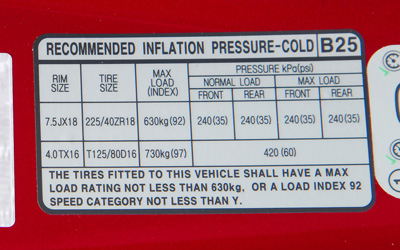 RECOMMENDED INFLATION PRESSURE-COLD B25
RIM SIZE TIRE SIZE MAX LOAD (INDEX) PRESSURE kPa(psi)
NORMAL LOAD MAX LOAD
FRONT REAR FRONT REAR
7.5JX18 225/40ZR18 630kg(92) 240(35) 240(35) 240(35) 240(35)
4.0TX16 T125/80D16 730kg(97) 420 (60)
THE TIRES FITTED TO THIS VEHICLE SHALL HAVE A MAX
LOAD RATING NOT LESS THAN 630kg, OR A LOAD INDEX 92
SPEED CATEGORY NOT LESS THAN Y.